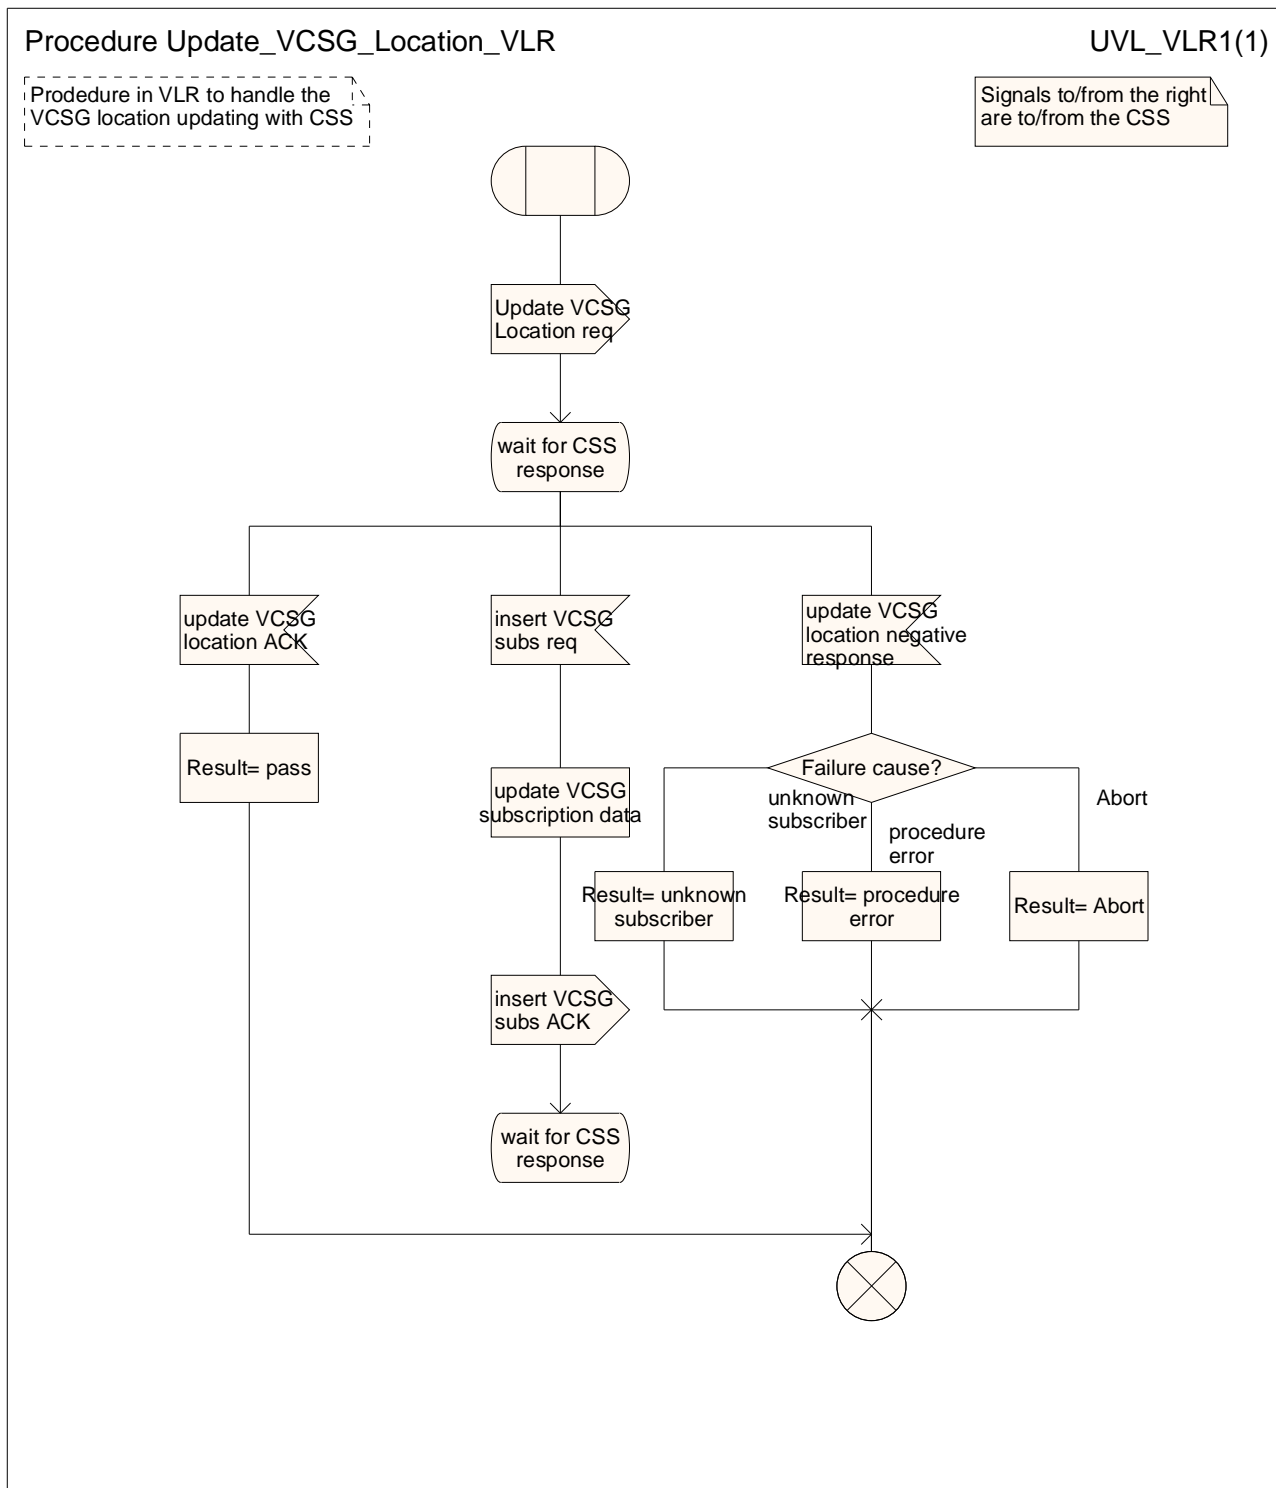 Procedure Update_VCSG_Location_VLR
UVL_VLR1(1)
Prodedure in VLR to handle the
VCSG location updating with CSS
Signals to/from the right
are to/from the CSS
Update VCSG
Location req
wait for CSS
response
update VCSG
location ACK
insert VCSG
subs req
update VCSG
location negative
response
Result= pass
update VCSG
subscription data
Failure cause?
unknown
subscriber
procedure
error
Abort
Result= unknown
subscriber
Result= procedure
error
Result= Abort
insert VCSG
subs ACK
wait for CSS
response